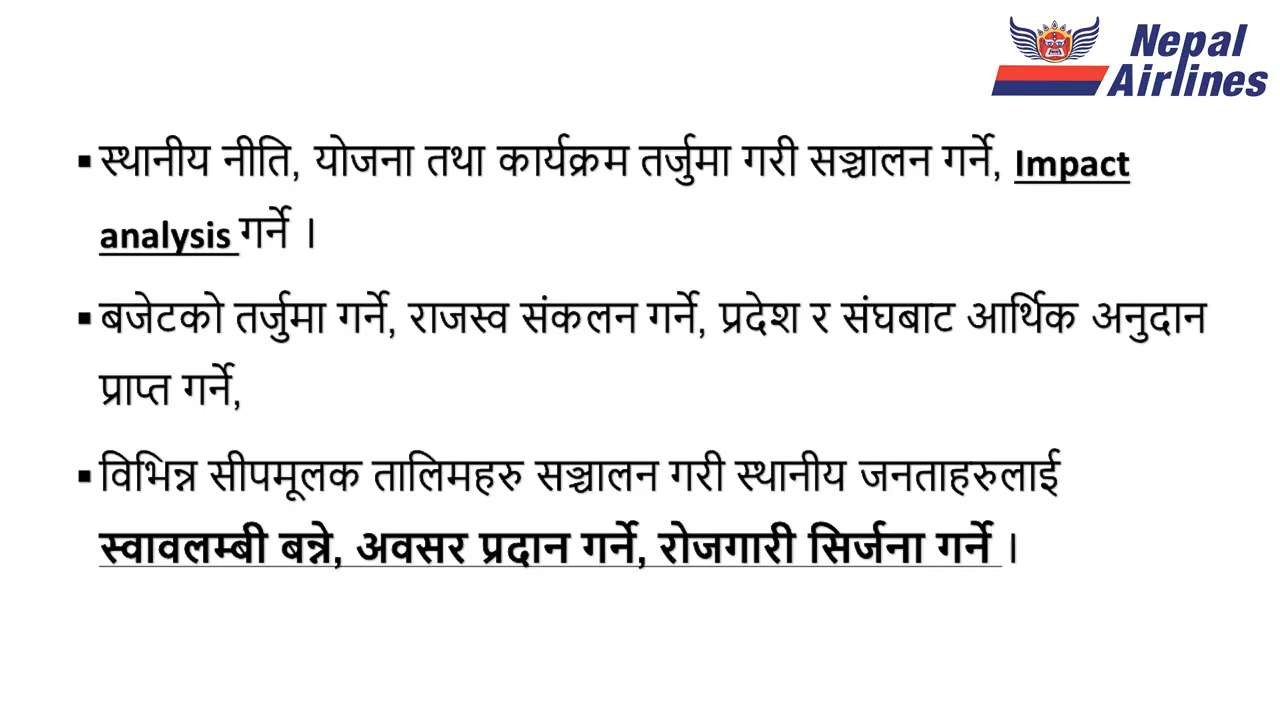 Nepal
Airlines
▪ स्थानीय नीति, योजना तथा कार्यक्रम तर्जुमा गरी सञ्चालन गर्ने, Impact
analysis गर्ने ।
▪ बजेटको तर्जुमा गर्ने, राजस्व संकलन गर्ने, प्रदेश र संघबाट आर्थिक अनुदान
प्राप्त गर्ने,
▪ विभिन्न सीपमूलक तालिमहरु सञ्चालन गरी स्थानीय जनताहरुलाई
स्वावलम्बी बन्ने, अवसर प्रदान गर्ने, रोजगारी सिर्जना गर्ने ।